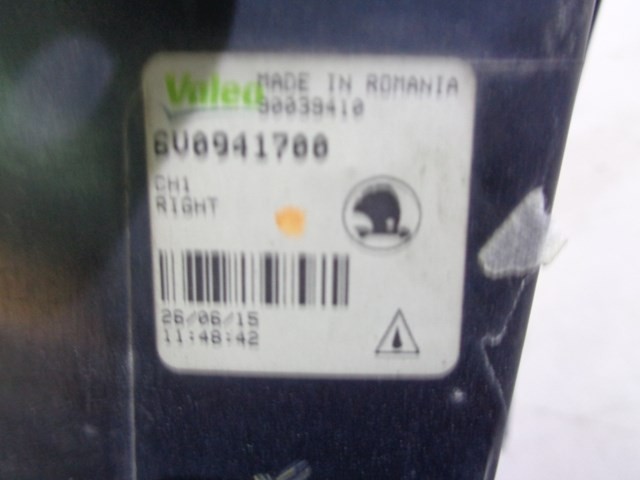 Valeo MADE IN ROMANIA
90039410
6V0941700
CH1
RIGHT
26/06/15
11:48:42